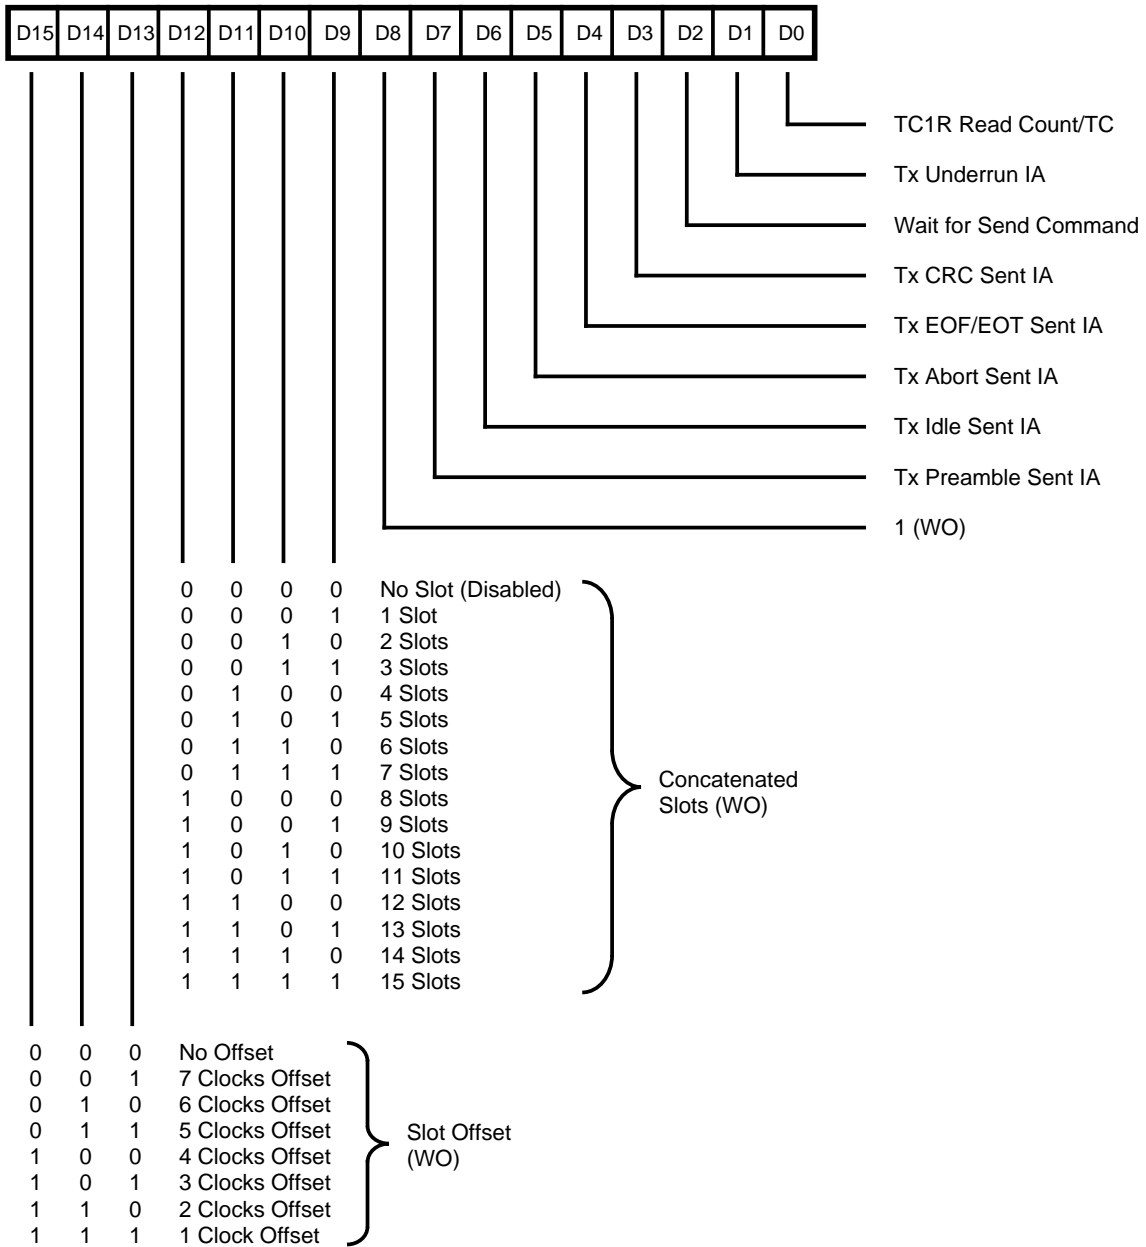 D15 D14 D13 D12 D11 D10 D9 D8 D7 D6 D5 D4 D3 D2 D1 D0
TC1R Read Count/TC
Tx Underrun IA
Wait for Send Command
Tx CRC Sent IA
Tx EOF/EOT Sent IA
Tx Abort Sent IA
Tx Idle Sent IA
Tx Preamble Sent IA
1 (WO)
0 0 0 0 No Slot (Disabled)
0 0 0 1 1 Slot
0 0 1 0 2 Slots
0 0 1 1 3 Slots
0 1 0 0 4 Slots
0 1 0 1 5 Slots
0 1 1 0 6 Slots
0 1 1 1 7 Slots
1 0 0 0 8 Slots
1 0 0 1 9 Slots
1 0 1 0 10 Slots
1 0 1 1 11 Slots
1 1 0 0 12 Slots
1 1 0 1 13 Slots
1 1 1 0 14 Slots
1 1 1 1 15 Slots
Concatenated
Slots (WO)
0 0 0 No Offset
0 0 1 7 Clocks Offset
0 1 0 6 Clocks Offset
0 1 1 5 Clocks Offset
1 0 0 4 Clocks Offset
1 0 1 3 Clocks Offset
1 1 0 2 Clocks Offset
1 1 1 1 Clock Offset
Slot Offset
(WO)